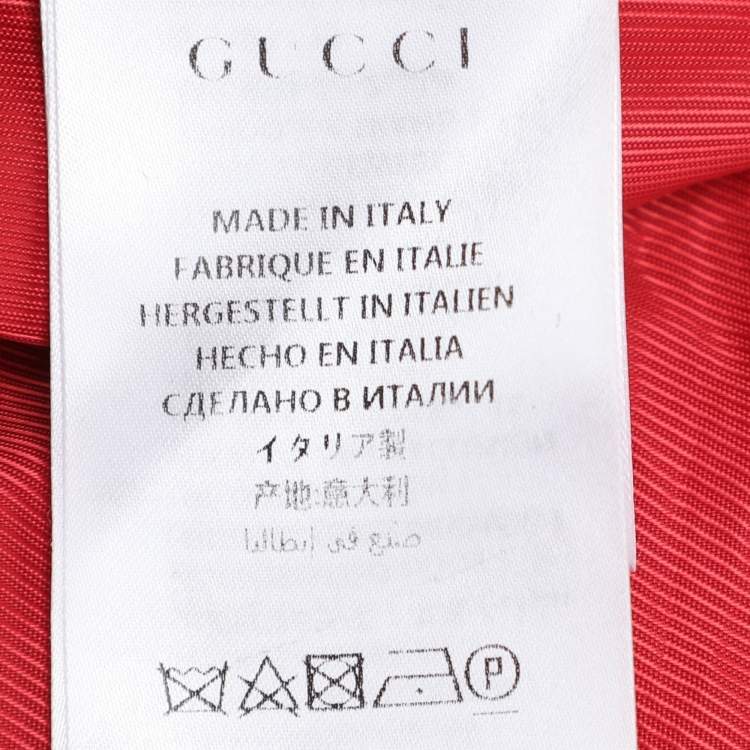 GUCCI
MADE IN ITALY
FABRIQUE EN ITALIE
HERGESTELLT IN ITALIEN
HECHO EN ITALIA
СДЕЛАНО В ИТАЛИИ
イタリア製
产地:意大利
صنع في إيطاليا
P